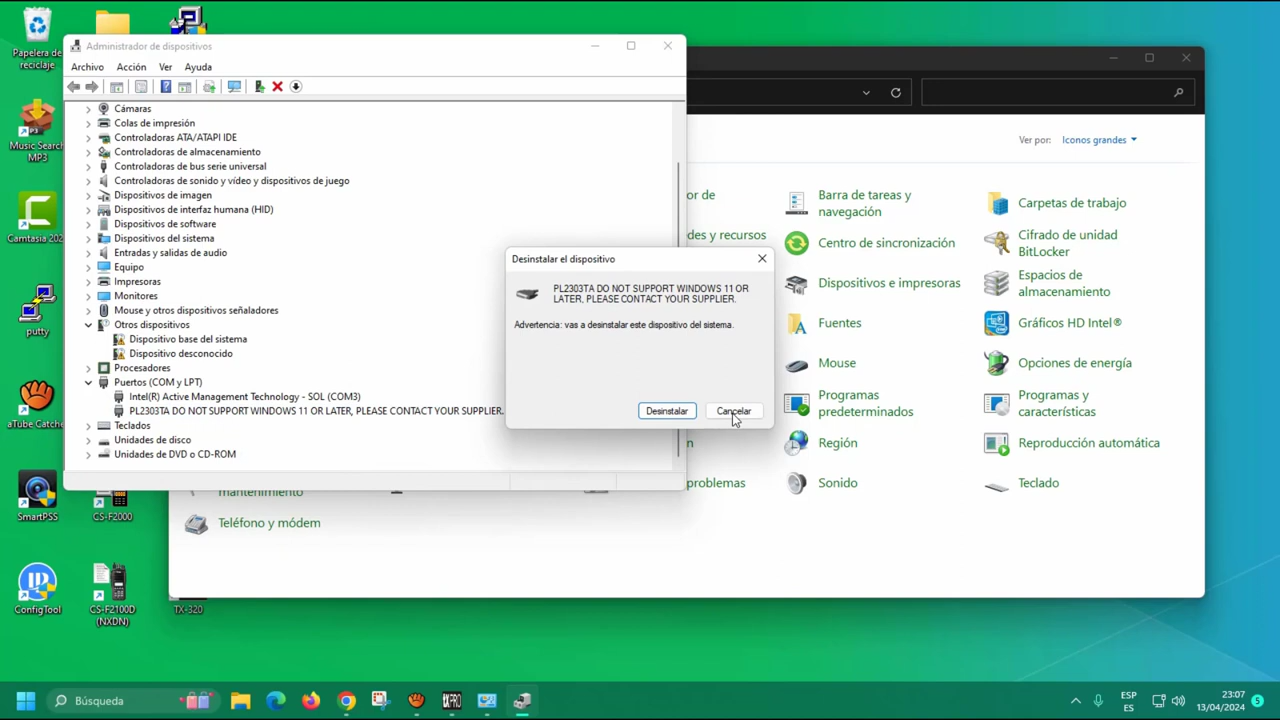 Papelera de
reciclaje
Music Search
MP3
Camtasia 202
putty
aTube Catche
SmartPSS
CS-F2000
ConfigTool
CS-F2100D
(NXDN)
TX-320
Administrador de dispositivos
Archivo Acción Ver Ayuda
Cámaras
Colas de impresión
Controladoras ATA/ATAPI IDE
Controladoras de almacenamiento
Controladoras de bus serie universal
Controladoras de sonido y vídeo y dispositivos de juego
Dispositivos de imagen
Dispositivos de interfaz humana (HID)
Dispositivos de software
Dispositivos del sistema
Entradas y salidas de audio
Equipo
Impresoras
Monitores
Mouse y otros dispositivos señaladores
Otros dispositivos
Dispositivo base del sistema
Dispositivo desconocido
Procesadores
Puertos (COM y LPT)
Intel(R) Active Management Technology - SOL (COM3)
PL2303TA DO NOT SUPPORT WINDOWS 11 OR LATER, PLEASE CONTACT YOUR SUPPLIER.
Teclados
Unidades de disco
Unidades de DVD o CD-ROM
Desinstalar el dispositivo
PL2303TA DO NOT SUPPORT WINDOWS 11 OR
LATER, PLEASE CONTACT YOUR SUPPLIER.
Advertencia: vas a desinstalar este dispositivo del sistema.
Desinstalar Cancelar
Ver por: Iconos grandes
or de
des y recursos
n
problemas
mantenimiento
Teléfono y módem
Barra de tareas y
navegación
Centro de sincronización
Dispositivos e impresoras
Fuentes
Mouse
Programas
predeterminados
Región
Sonido
Carpetas de trabajo
Cifrado de unidad
BitLocker
Espacios de
almacenamiento
Gráficos HD Intel®
Opciones de energía
Programas y
características
Reproducción automática
Teclado
Búsqueda
RXPRO
ESP
ES
23:07
13/04/2024
5